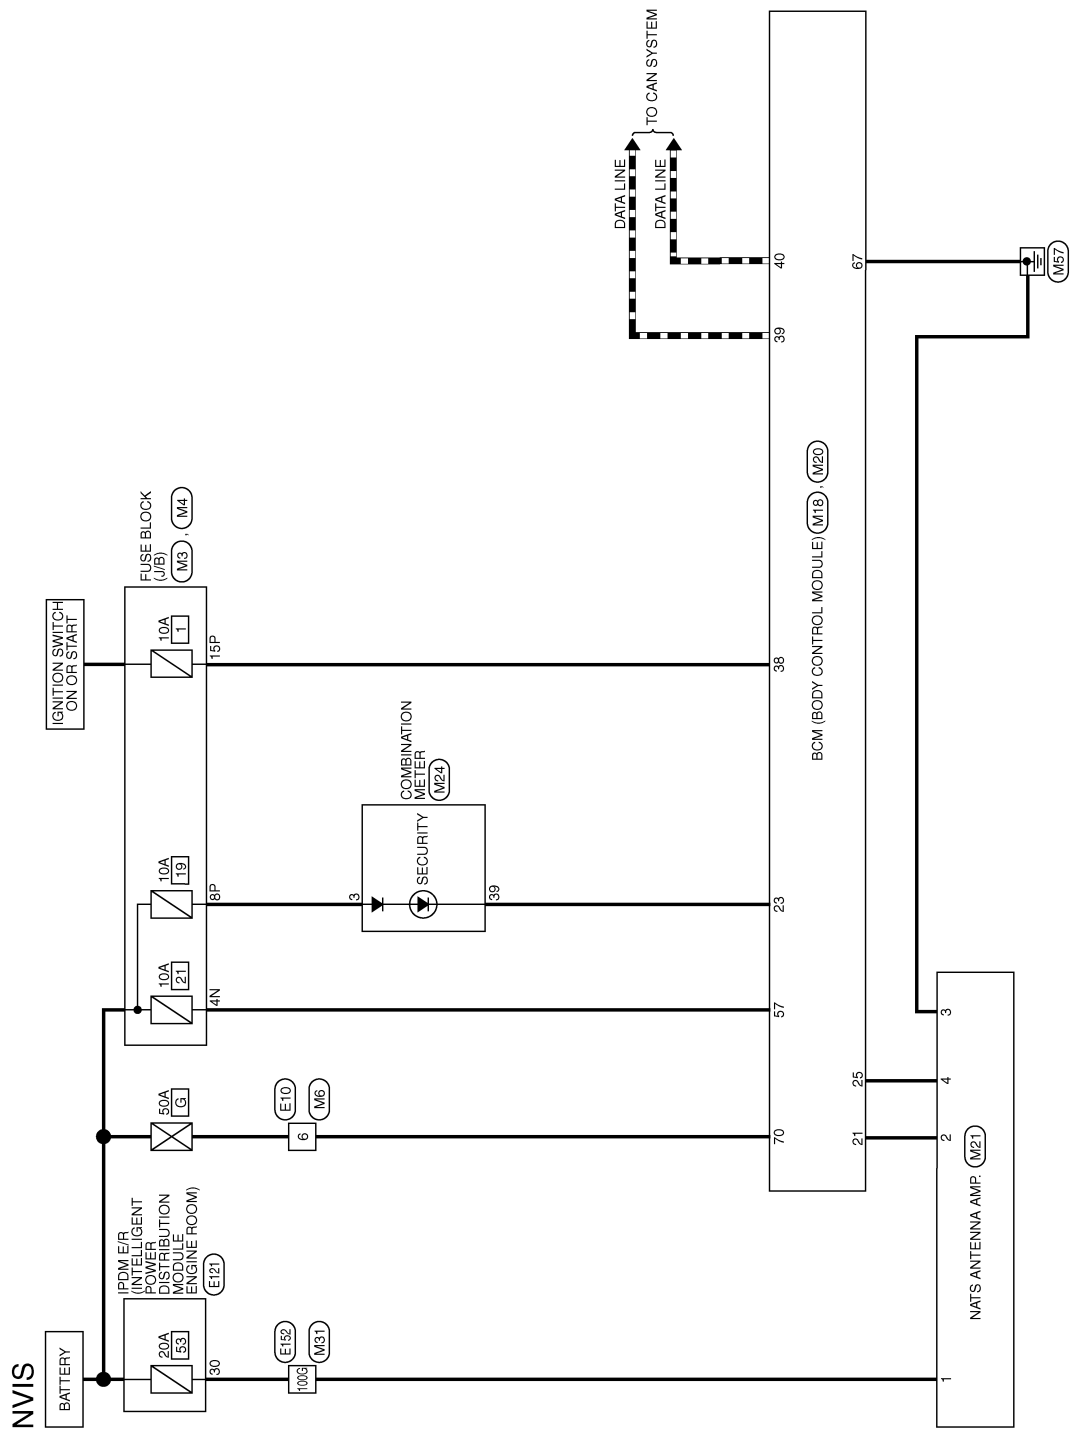 NVIS
BATTERY
IPDM E/R
(INTELLIGENT
POWER
DISTRIBUTION
MODULE
ENGINE ROOM)
E121
20A
53
30
E152
100G
M31
50A
G
E10
6
M6
IGNITION SWITCH
ON OR START
FUSE BLOCK
(J/B)
M3 , M4
10A
21
4N
10A
19
8P
10A
1
15P
COMBINATION
METER
M24
3
SECURITY
39
DATA LINE
DATA LINE
TO CAN SYSTEM
70
57
23
38
39
40
BCM (BODY CONTROL MODULE) M18 , M20
21
25
67
M57
1
2
4
3
NATS ANTENNA AMP. M21